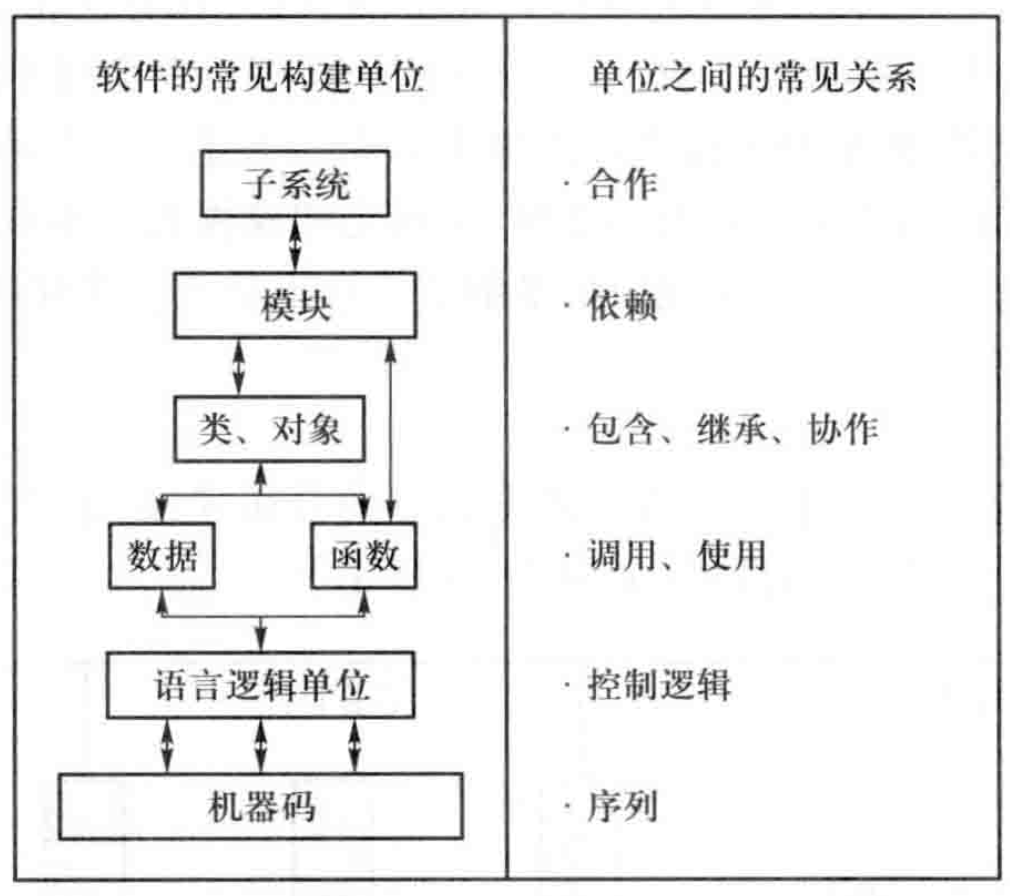 软件的常见构建单位
单位之间的常见关系
子系统
· 合作
模块
· 依赖
类、对象
· 包含、继承、协作
数据
函数
· 调用、使用
语言逻辑单位
· 控制逻辑
机器码
· 序列